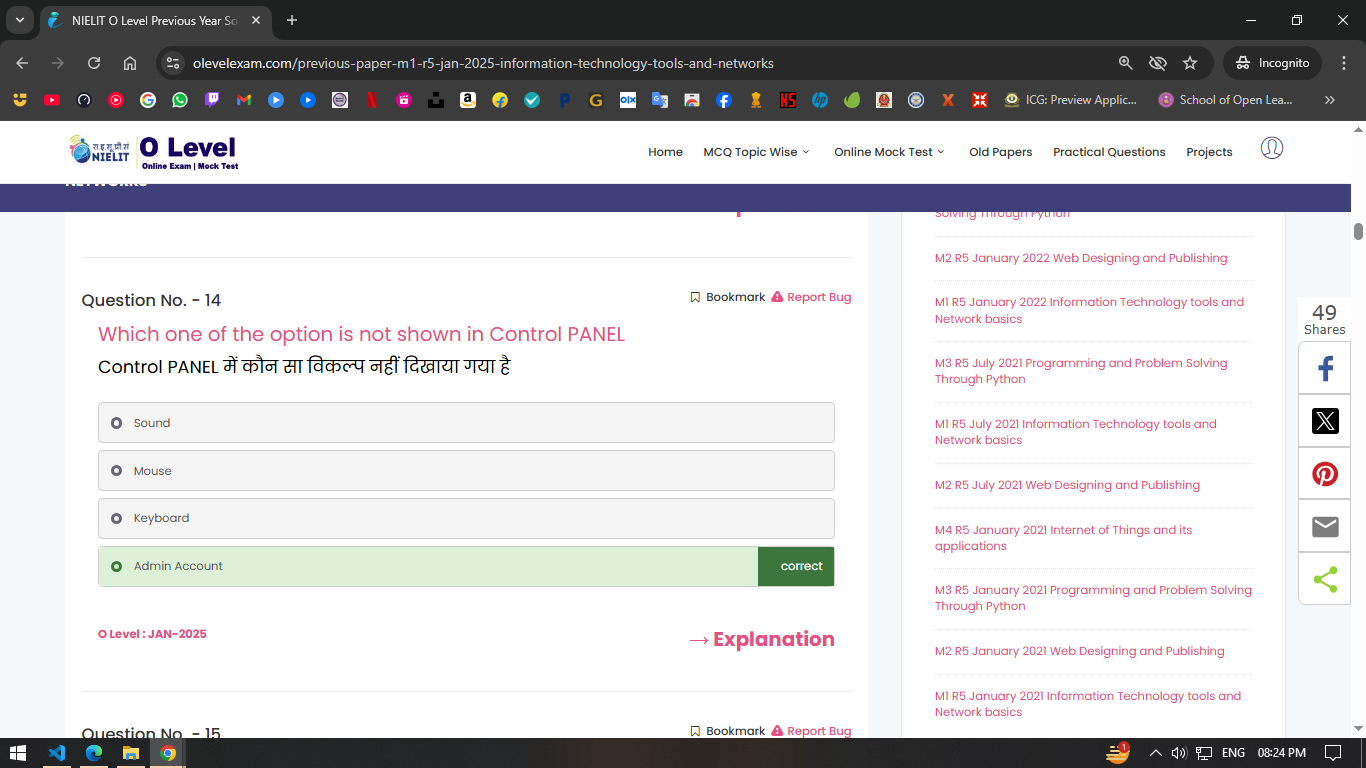 NIELIT O Level Previous Year So
olevelexam.com/previous-paper-m1-r5-jan-2025-information-technology-tools-and-networks
Incognito
ICG: Preview Applic...
School of Open Lea...
रा.इ.सू.प्रौ.सं
NIELIT
O Level
Online Exam | Mock Test
Home
MCQ Topic Wise
Online Mock Test
Old Papers
Practical Questions
Projects
NETWORKS
Question No. - 14
Bookmark
Report Bug
Which one of the option is not shown in Control PANEL
Control PANEL में कौन सा विकल्प नहीं दिखाया गया है
Sound
Mouse
Keyboard
Admin Account
correct
O Level : JAN-2025
→ Explanation
Question No. - 15
Bookmark
Report Bug
Solving Through Python
M2 R5 January 2022 Web Designing and Publishing
M1 R5 January 2022 Information Technology tools and
Network basics
M3 R5 July 2021 Programming and Problem Solving
Through Python
M1 R5 July 2021 Information Technology tools and
Network basics
M2 R5 July 2021 Web Designing and Publishing
M4 R5 January 2021 Internet of Things and its
applications
M3 R5 January 2021 Programming and Problem Solving
Through Python
M2 R5 January 2021 Web Designing and Publishing
M1 R5 January 2021 Information Technology tools and
Network basics
49
Shares
1
ENG
08:24 PM